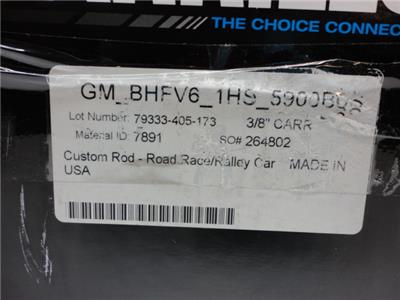 THE CHOICE CONNEC
GM_BHFV6_1HS_5900B
Lot Number: 79333-405-173 3/8" CARR
Material ID: 7891 SO# 264802
Custom Rod - Road Race/Ralley Car MADE IN
USA